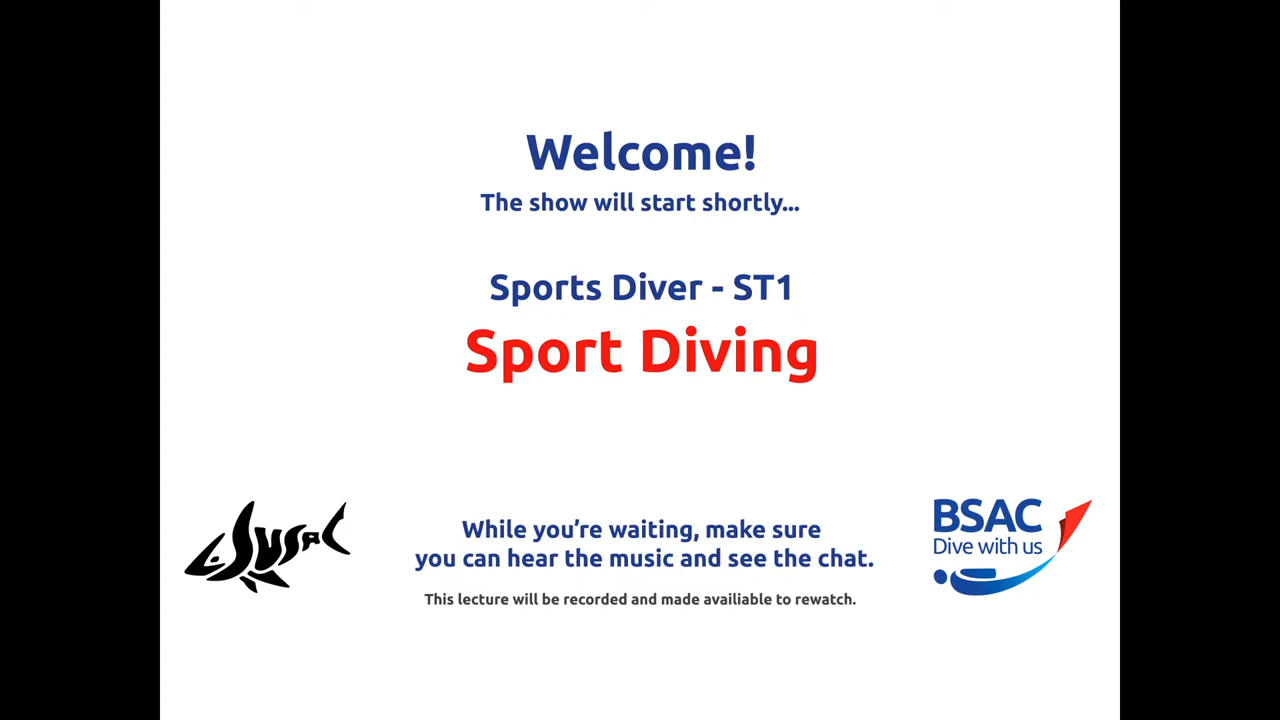 Welcome!
The show will start shortly...
Sports Diver - ST1
Sport Diving
While you're waiting, make sure
you can hear the music and see the chat.
This lecture will be recorded and made availiable to rewatch.
SUSAC
BSAC
Dive with us